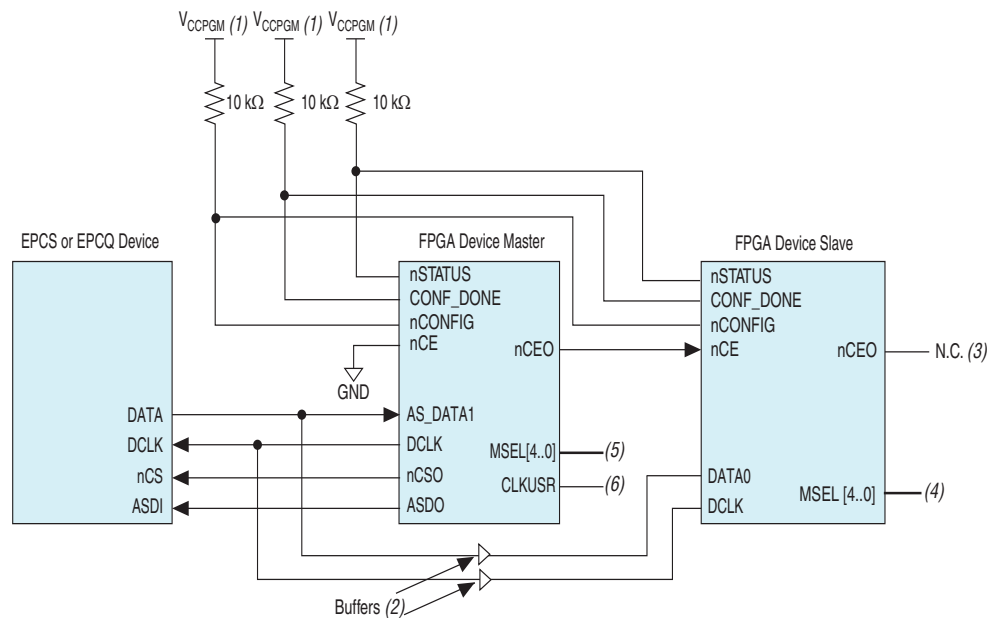 VCCPGM (1) VCCPGM (1) VCCPGM (1)
10 kΩ 10 kΩ 10 kΩ
EPCS or EPCQ Device
DATA
DCLK
nCS
ASDI
FPGA Device Master
nSTATUS
CONF_DONE
nCONFIG
nCE
nCEO
GND
AS_DATA1
DCLK
nCSO
ASDO
MSEL[4..0]
(5)
CLKUSR
(6)
FPGA Device Slave
nSTATUS
CONF_DONE
nCONFIG
nCE
nCEO
N.C. (3)
DATA0
DCLK
MSEL [4..0]
(4)
Buffers (2)